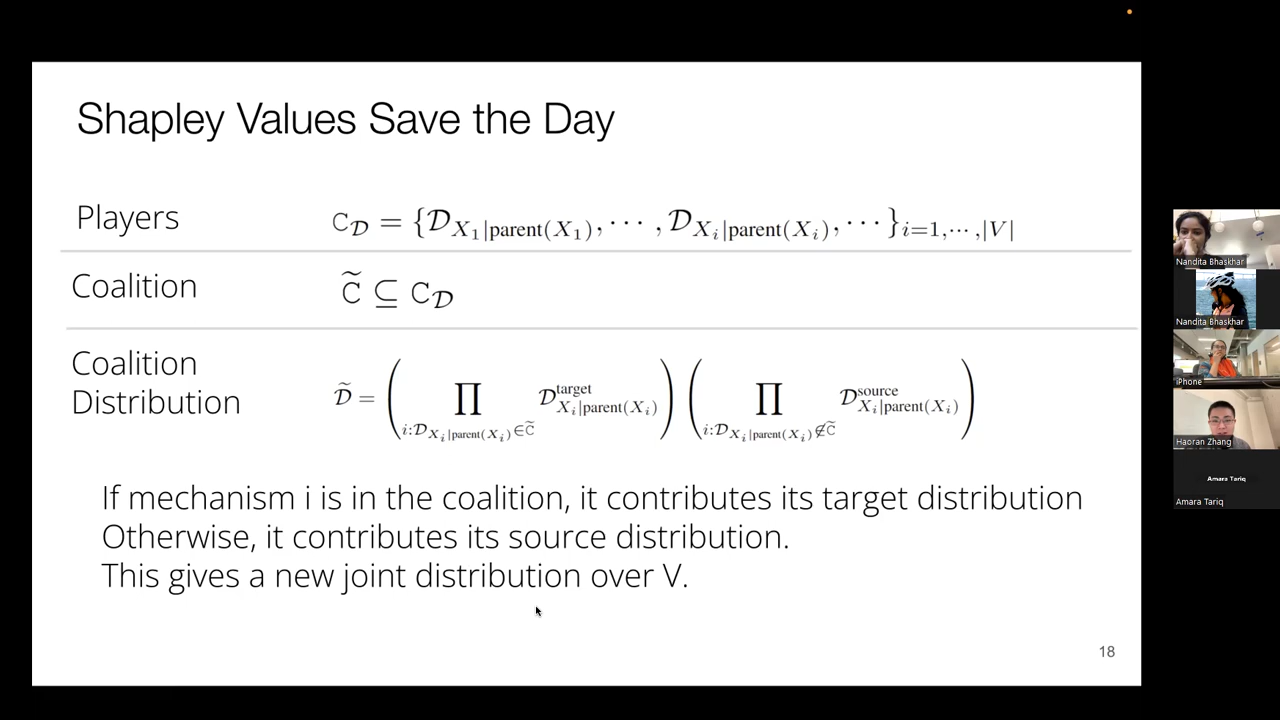 Shapley Values Save the Day
Players
C_𝒟 = {𝒟_{X₁|parent(X₁)}, ⋯ , 𝒟_{X_i|parent(X_i)}, ⋯ }_{i=1,⋯,|V|}
Coalition
C̃ ⊆ C_𝒟
Coalition
Distribution
𝒟̃ = ( ∏_{i:𝒟_{X_i|parent(X_i)}∈C̃} 𝒟^{target}_{X_i|parent(X_i)} ) ( ∏_{i:𝒟_{X_i|parent(X_i)}∉C̃} 𝒟^{source}_{X_i|parent(X_i)} )
If mechanism i is in the coalition, it contributes its target distribution
Otherwise, it contributes its source distribution.
This gives a new joint distribution over V.
18
Nandita Bhaskhar
Nandita Bhaskhar
iPhone
Haoran Zhang
Amara Tariq
Amara Tariq